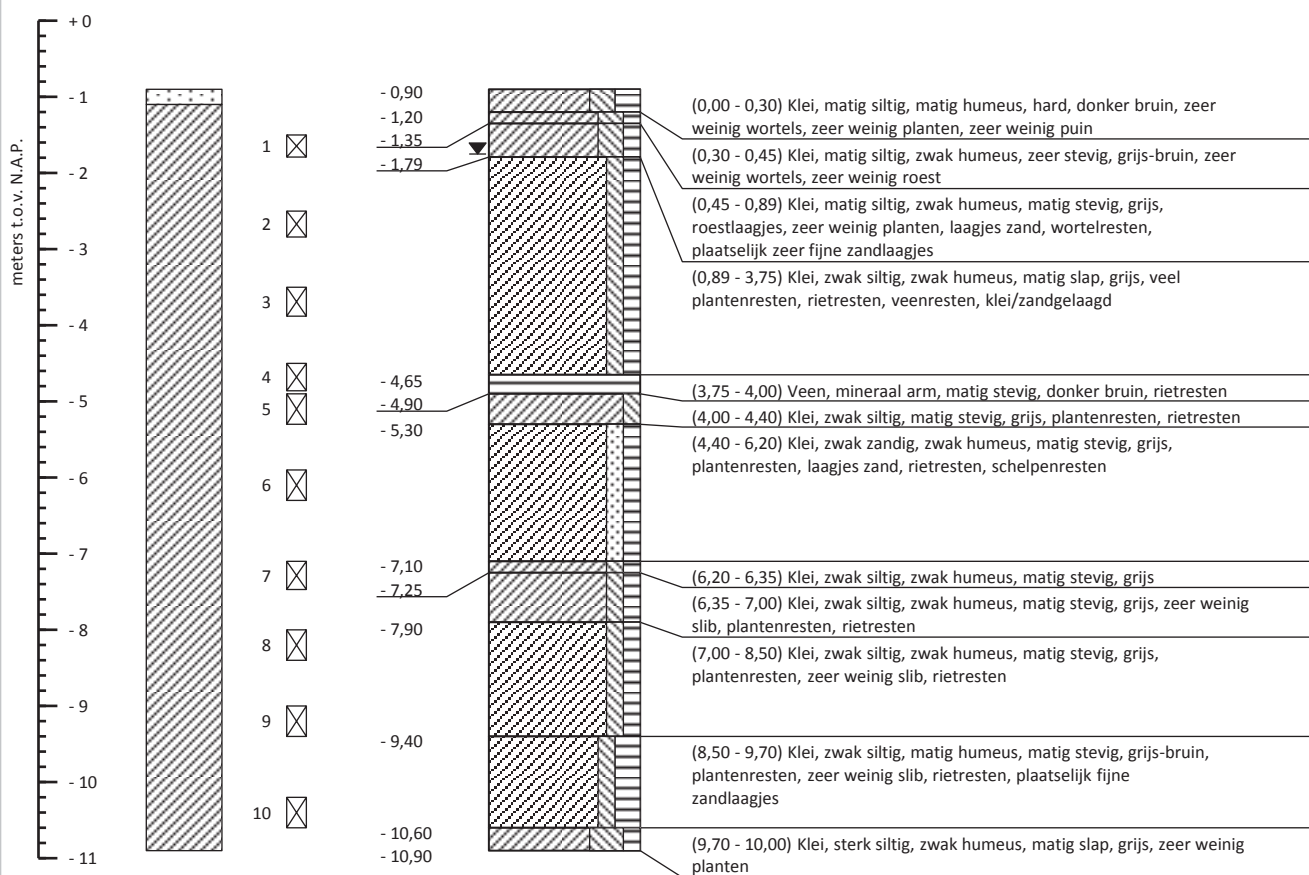 meters t.o.v. N.A.P.
+ 0
- 1
- 2
- 3
- 4
- 5
- 6
- 7
- 8
- 9
- 10
- 11
1
2
3
4
5
6
7
8
9
10
- 0,90
- 1,20
- 1,35
- 1,79
- 4,65
- 4,90
- 5,30
- 7,10
- 7,25
- 7,90
- 9,40
- 10,60
- 10,90
(0,00 - 0,30) Klei, matig siltig, matig humeus, hard, donker bruin, zeer
weinig wortels, zeer weinig planten, zeer weinig puin
(0,30 - 0,45) Klei, matig siltig, zwak humeus, zeer stevig, grijs-bruin, zeer
weinig wortels, zeer weinig roest
(0,45 - 0,89) Klei, matig siltig, zwak humeus, matig stevig, grijs,
roestlaagjes, zeer weinig planten, laagjes zand, wortelresten,
plaatselijk zeer fijne zandlaagjes
(0,89 - 3,75) Klei, zwak siltig, zwak humeus, matig slap, grijs, veel
plantenresten, rietresten, veenresten, klei/zandgelaagd
(3,75 - 4,00) Veen, mineraal arm, matig stevig, donker bruin, rietresten
(4,00 - 4,40) Klei, zwak siltig, matig stevig, grijs, plantenresten, rietresten
(4,40 - 6,20) Klei, zwak zandig, zwak humeus, matig stevig, grijs,
plantenresten, laagjes zand, rietresten, schelpenresten
(6,20 - 6,35) Klei, zwak siltig, zwak humeus, matig stevig, grijs
(6,35 - 7,00) Klei, zwak siltig, zwak humeus, matig stevig, grijs, zeer weinig
slib, plantenresten, rietresten
(7,00 - 8,50) Klei, zwak siltig, zwak humeus, matig stevig, grijs,
plantenresten, zeer weinig slib, rietresten
(8,50 - 9,70) Klei, zwak siltig, matig humeus, matig stevig, grijs-bruin,
plantenresten, zeer weinig slib, rietresten, plaatselijk fijne
zandlaagjes
(9,70 - 10,00) Klei, sterk siltig, zwak humeus, matig slap, grijs, zeer weinig
planten